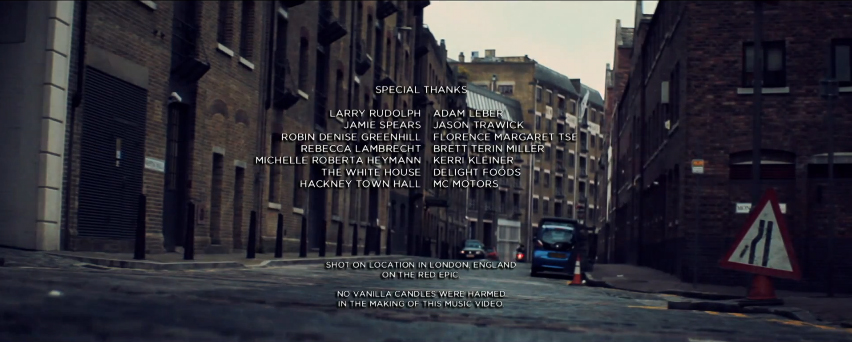 SPECIAL THANKS
LARRY RUDOLPH ADAM LEBER
JAMIE SPEARS JASON TRAWICK
ROBIN DENISE GREENHILL FLORENCE MARGARET TSE
REBECCA LAMBRECHT BRETT TERIN MILLER
MICHELLE ROBERTA HEYMANN KERRI KLEINER
THE WHITE HOUSE DELIGHT FOODS
HACKNEY TOWN HALL MC MOTORS
SHOT ON LOCATION IN LONDON, ENGLAND
ON THE RED EPIC
NO VANILLA CANDLES WERE HARMED
IN THE MAKING OF THIS MUSIC VIDEO